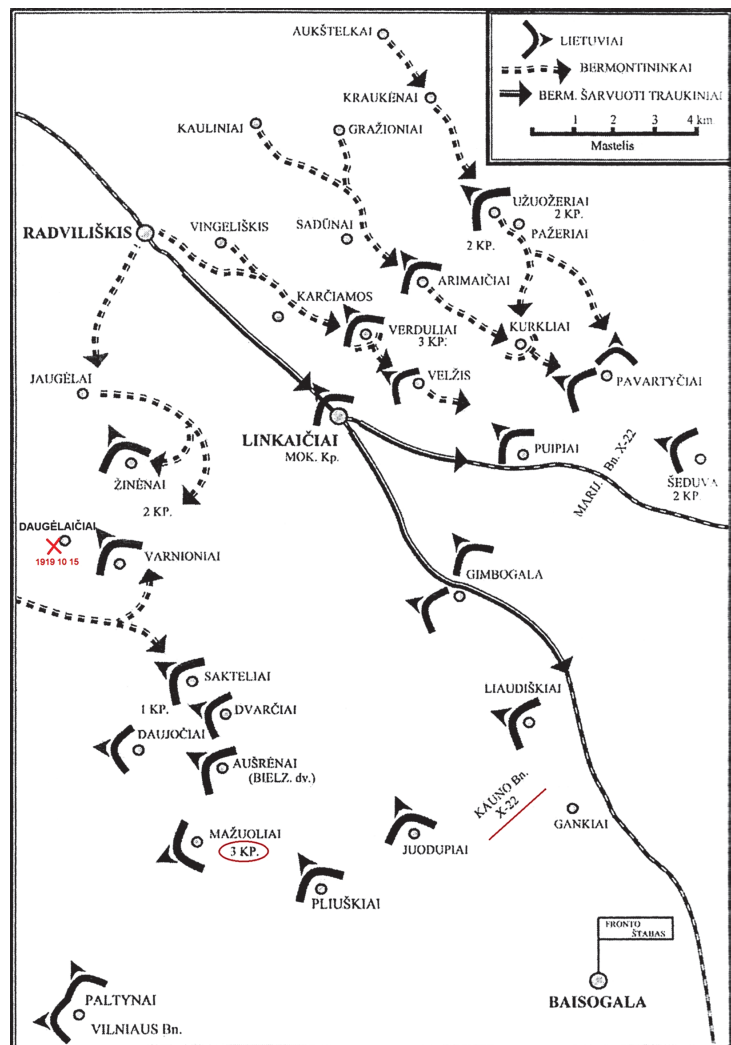 AUKŠTELKAI
LIETUVIAI
BERMONTININKAI
BERM. ŠARVUOTI TRAUKINIAI
1 2 3 4 km.
Mastelis
KRAUKĖNAI
KAULINIAI
GRAŽIONIAI
UŽUOŽERIAI
2 KP.
PAŽERIAI
2 KP.
RADVILIŠKIS
VINGELIŠKIS
SADŪNAI
ARIMAIČIAI
KARČIAMOS
VERDULIAI
3 KP.
KURKLIAI
VELŽIS
PAVARTYČIAI
JAUGĖLAI
LINKAIČIAI
MOK. Kp.
PUIPIAI
MARIJ. Bn. X-22
ŠEDUVA
2 KP.
ŽINĖNAI
2 KP.
DAUGĖLAIČIAI
1919 10 15
VARNIONIAI
GIMBOGALA
SAKTELIAI
1 KP.
DVARČIAI
LIAUDIŠKIAI
DAUJOČIAI
AUŠRĖNAI
(BIELZ. dv.)
KAUNO Bn.
X-22
GANKIAI
MAŽUOLIAI
3 KP.
JUODUPIAI
PLIUŠKIAI
FRONTO
ŠTABAS
BAISOGALA
PALTYNAI
VILNIAUS Bn.